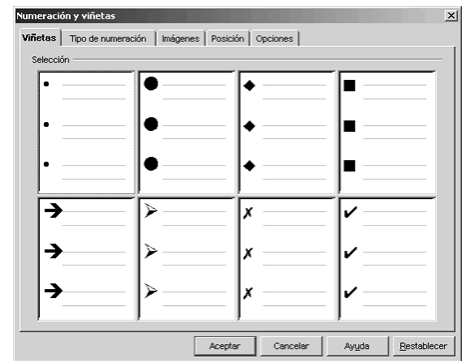 Numeración y viñetas
Viñetas Tipo de numeración Imágenes Posición Opciones
Selección
Aceptar Cancelar Ayuda Restablecer